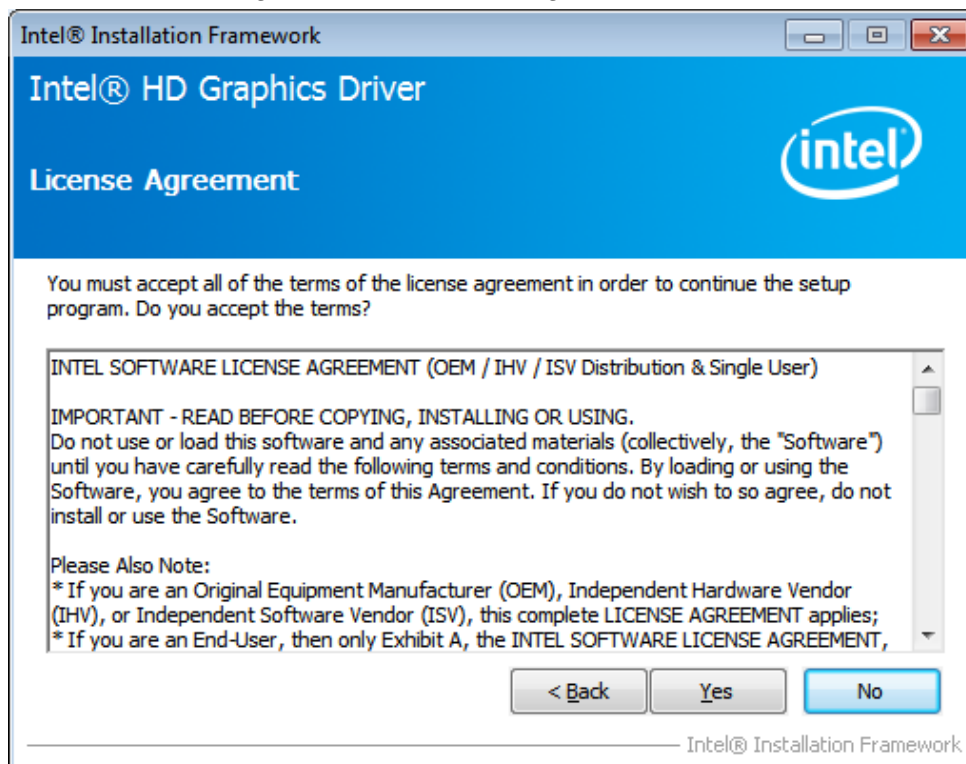 Intel® Installation Framework
Intel® HD Graphics Driver
intel
License Agreement
You must accept all of the terms of the license agreement in order to continue the setup
program. Do you accept the terms?
INTEL SOFTWARE LICENSE AGREEMENT (OEM / IHV / ISV Distribution & Single User)
IMPORTANT - READ BEFORE COPYING, INSTALLING OR USING.
Do not use or load this software and any associated materials (collectively, the "Software")
until you have carefully read the following terms and conditions. By loading or using the
Software, you agree to the terms of this Agreement. If you do not wish to so agree, do not
install or use the Software.
Please Also Note:
* If you are an Original Equipment Manufacturer (OEM), Independent Hardware Vendor
(IHV), or Independent Software Vendor (ISV), this complete LICENSE AGREEMENT applies;
* If you are an End-User, then only Exhibit A, the INTEL SOFTWARE LICENSE AGREEMENT,
< Back Yes No
Intel® Installation Framework